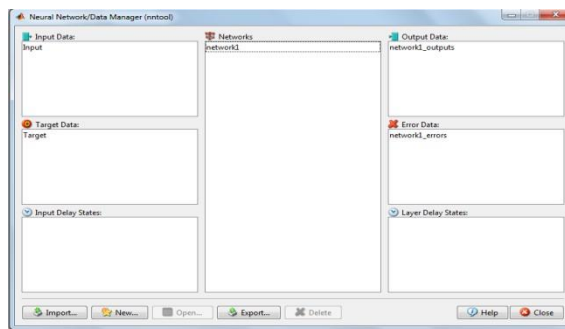 Neural Network/Data Manager (nntool)
Input Data:
Input
Networks
network1
Output Data:
network1_outputs
Target Data:
Target
Error Data:
network1_errors
Input Delay States:
Layer Delay States:
Import... New... Open... Export... Delete Help Close